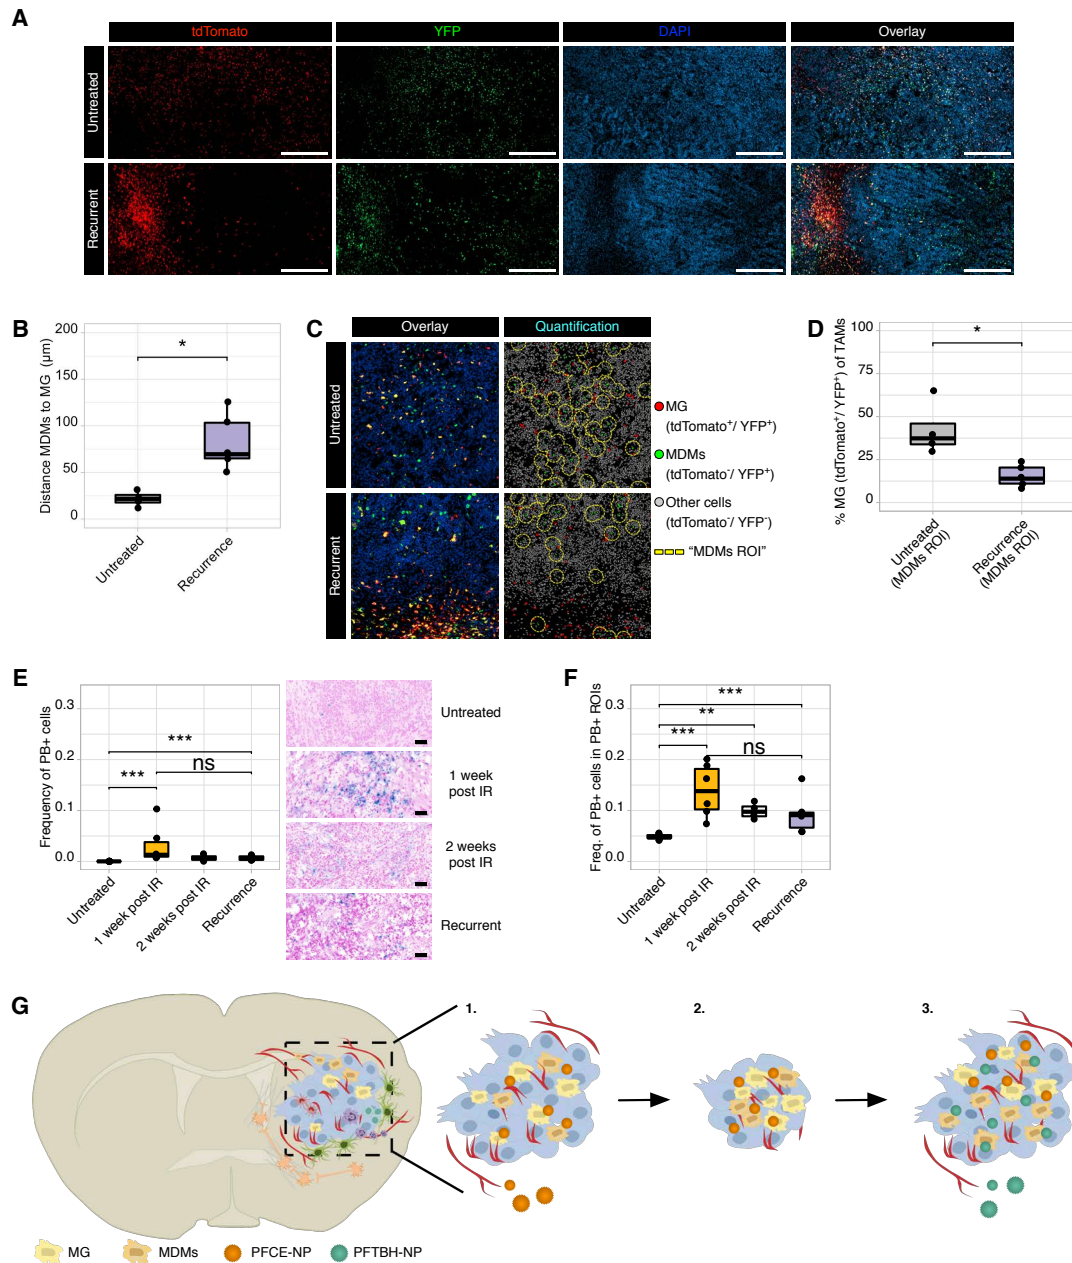 A
tdTomato YFP DAPI Overlay
Untreated
Recurrent
B
Distance MDMs to MG (µm)
200
150
100
50
0
*
Untreated
Recurrence
C
Overlay Quantification
Untreated
Recurrent
MG
(tdTomato⁺/ YFP⁺)
MDMs
(tdTomato⁻/ YFP⁺)
Other cells
(tdTomato⁻/ YFP⁻)
“MDMs ROI”
D
% MG (tdTomato⁺/ YFP⁺) of TAMs
100
75
50
25
0
*
Untreated
(MDMs ROI)
Recurrence
(MDMs ROI)
E
Frequency of PB+ cells
0.3
0.2
0.1
0.0
***
***
ns
Untreated
1 week post IR
2 weeks post IR
Recurrence
Untreated
1 week
post IR
2 weeks
post IR
Recurrent
F
Freq. of PB+ cells in PB+ ROIs
0.3
0.2
0.1
0.0
***
**
***
ns
Untreated
1 week post IR
2 weeks post IR
Recurrence
G
1. 2. 3.
MG MDMs PFCE-NP PFTBH-NP